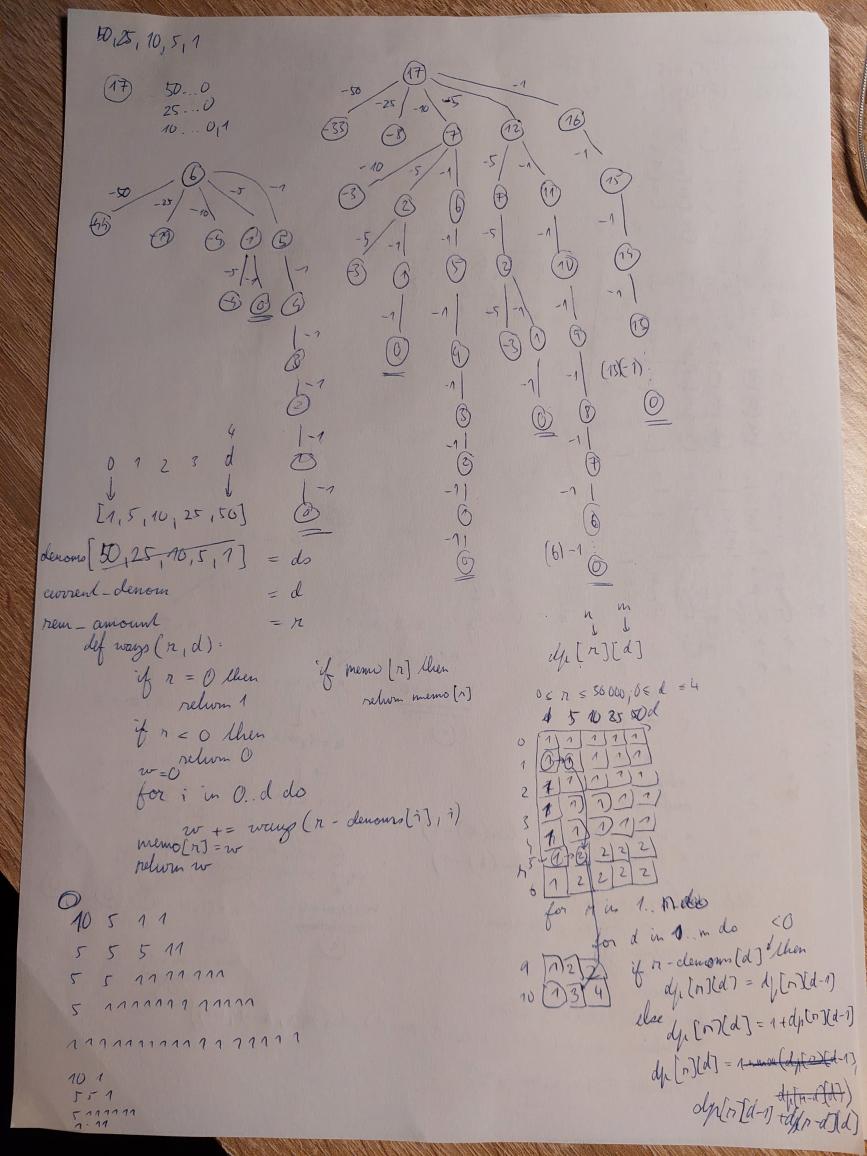 50, 25, 10, 5, 1
17
50...0
25...0
10...0,1
17
-50 -25 -10 -5 -1
-33 -8 7 12 16
-10 -5 -1 -5 -1 -1
-3 2 6 7 11 15
-5 -1 -1 -5 -1 -1
-3 1 5 2 10 14
-1 -1 -5 -1 -1 -1
0 4 -3 1 9 13
-1 -1 -1 (13)(-1)
3 0 8 0
-1 -1
2 7
-1 -1
1 6
-1 (6)-1
0 0
6
-50 -25 -10 -5 -1
-44 -19 -4 1 5
-5 -1 -1
-4 0 4
-1
3
-1
2
-1
-1
0
4
0 1 2 3 d
[1, 5, 10, 25, 50]
denoms [50, 25, 10, 5, 1] = ds
current_denom = d
rem_amount = r
def ways (r, d):
if r = 0 then
return 1
if r < 0 then
return 0
w=0
for i in 0..d do
w += ways (r - denoms[i], i)
memo[r] = w
return w
if memo [r] then
return memo[r]
n m
dp [r][d]
0 ≤ r ≤ 50000, 0 ≤ d ≤ 4
1 5 10 25 50 d
0 1 1 1 1 1
1 1 1 1 1 1
2 1 1 1 1 1
3 1 1 1 1 1
4 1 1 1 1 1
5 1 2 2 2 2
6 1 2 2 2 2
9 1 2 2
10 1 3 4
for r in 1..n do
for d in 1..m do
if r - denoms[d] < 0 then
dp[r][d] = dp[r][d-1]
else
dp[r][d] = 1 + dp[r][d-1]
dp[r][d] =
dp[r][d-1] + dp[r-d][d]
10 5 1 1
5 5 5 1 1
5 5 1 1 1 1 1 1 1
5 1 1 1 1 1 1 1 1 1 1 1 1
1 1 1 1 1 1 1 1 1 1 1 1 1 1 1 1 1
10 1
5 5 1
5 1 1 1 1 1 1
1 ... 1 1